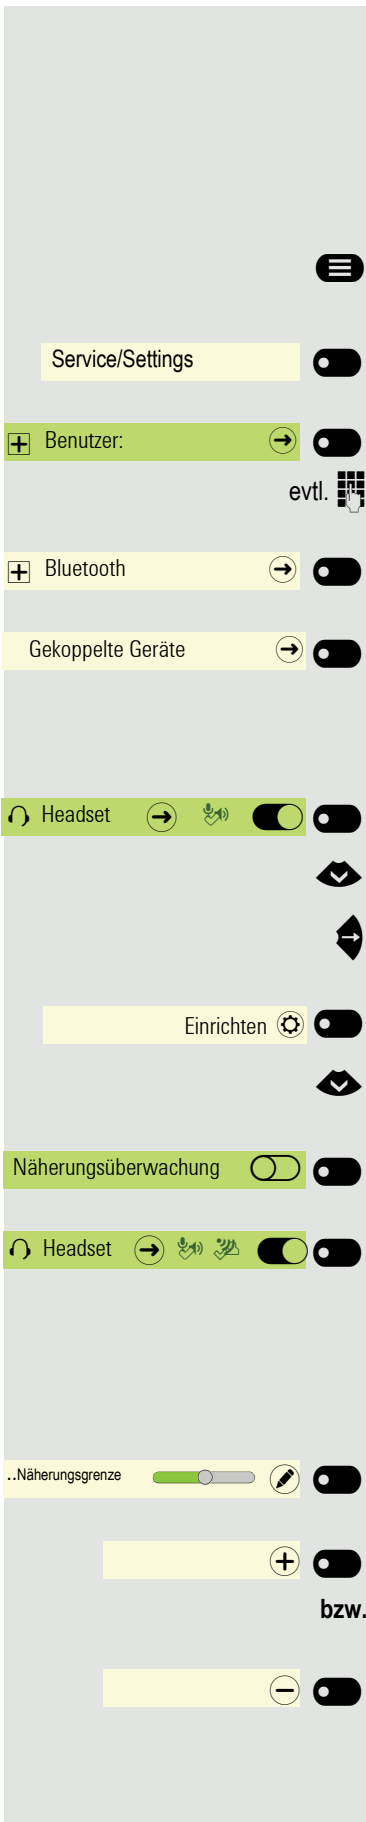 Service/Settings
Benutzer:
evtl.
Bluetooth
Gekoppelte Geräte
Headset
Einrichten
Näherungsüberwachung
Headset
..Näherungsgrenze
bzw.